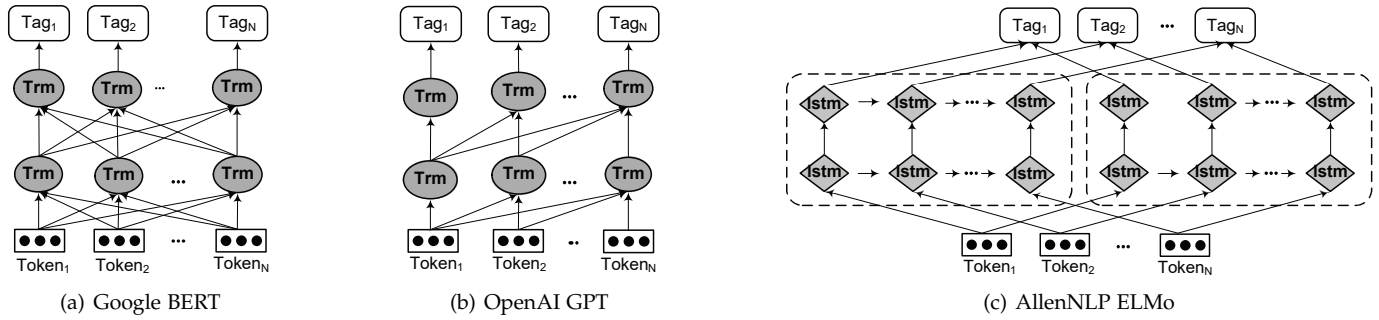 Tag1 Tag2 TagN
Trm Trm ... Trm
Trm Trm ... Trm
...
Token1 Token2 TokenN
(a) Google BERT
Tag1 Tag2 TagN
Trm Trm ... Trm
Trm Trm ... Trm
...
Token1 Token2 TokenN
(b) OpenAI GPT
Tag1 Tag2 ... TagN
lstm lstm ... lstm lstm lstm ... lstm
lstm lstm ... lstm lstm lstm ... lstm
...
Token1 Token2 TokenN
(c) AllenNLP ELMo